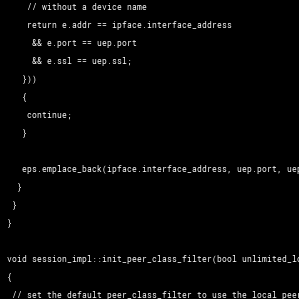 // without a device name
return e.addr == ipface.interface_address
&& e.port == uep.port
&& e.ssl == uep.ssl;
}))
{
continue;
}
eps.emplace_back(ipface.interface_address, uep.port, uep
}
}
}
void session_impl::init_peer_class_filter(bool unlimited_lo
{
// set the default peer_class_filter to use the local peer